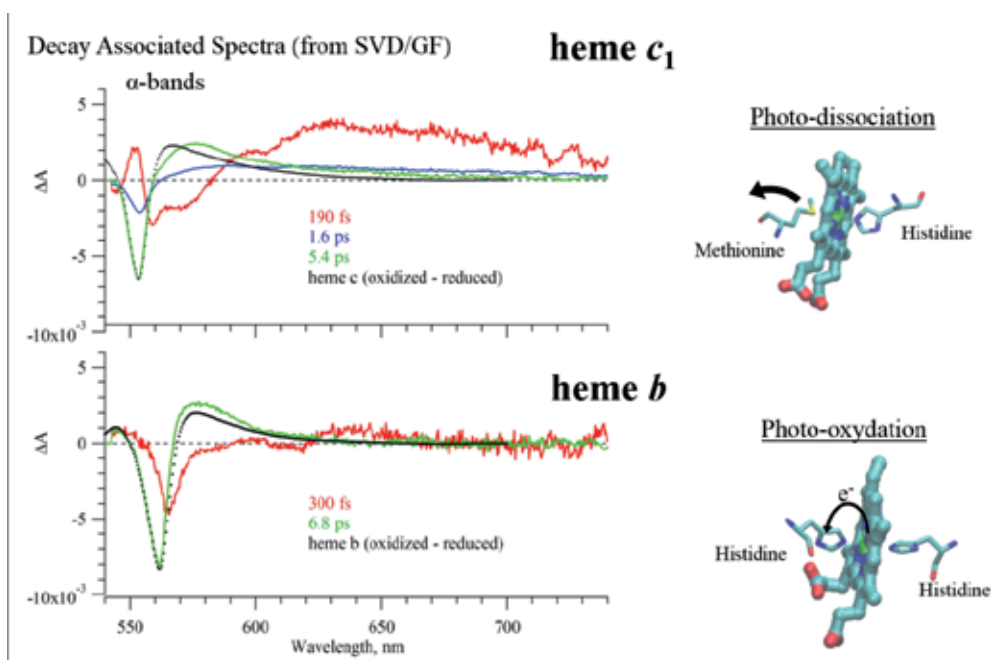 Decay Associated Spectra (from SVD/GF)
heme c₁
α-bands
Photo-dissociation
5
0
-5
-10x10⁻³
ΔA
190 fs
1.6 ps
5.4 ps
heme c (oxidized - reduced)
Methionine
Histidine
heme b
Photo-oxydation
5
0
-5
-10x10⁻³
ΔA
300 fs
6.8 ps
heme b (oxidized - reduced)
e⁻
Histidine
Histidine
550
600
650
700
Wavelength, nm